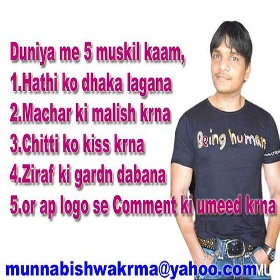 Duniya me 5 muskil kaam,
1.Hathi ko dhaka lagana
2.Machar ki malish krna
3.Chitti ko kiss krna
4.Ziraf ki gardn dabana
5.or ap logo se Comment ki umeed krna
Being human
munnabishwakrma@yahoo.com